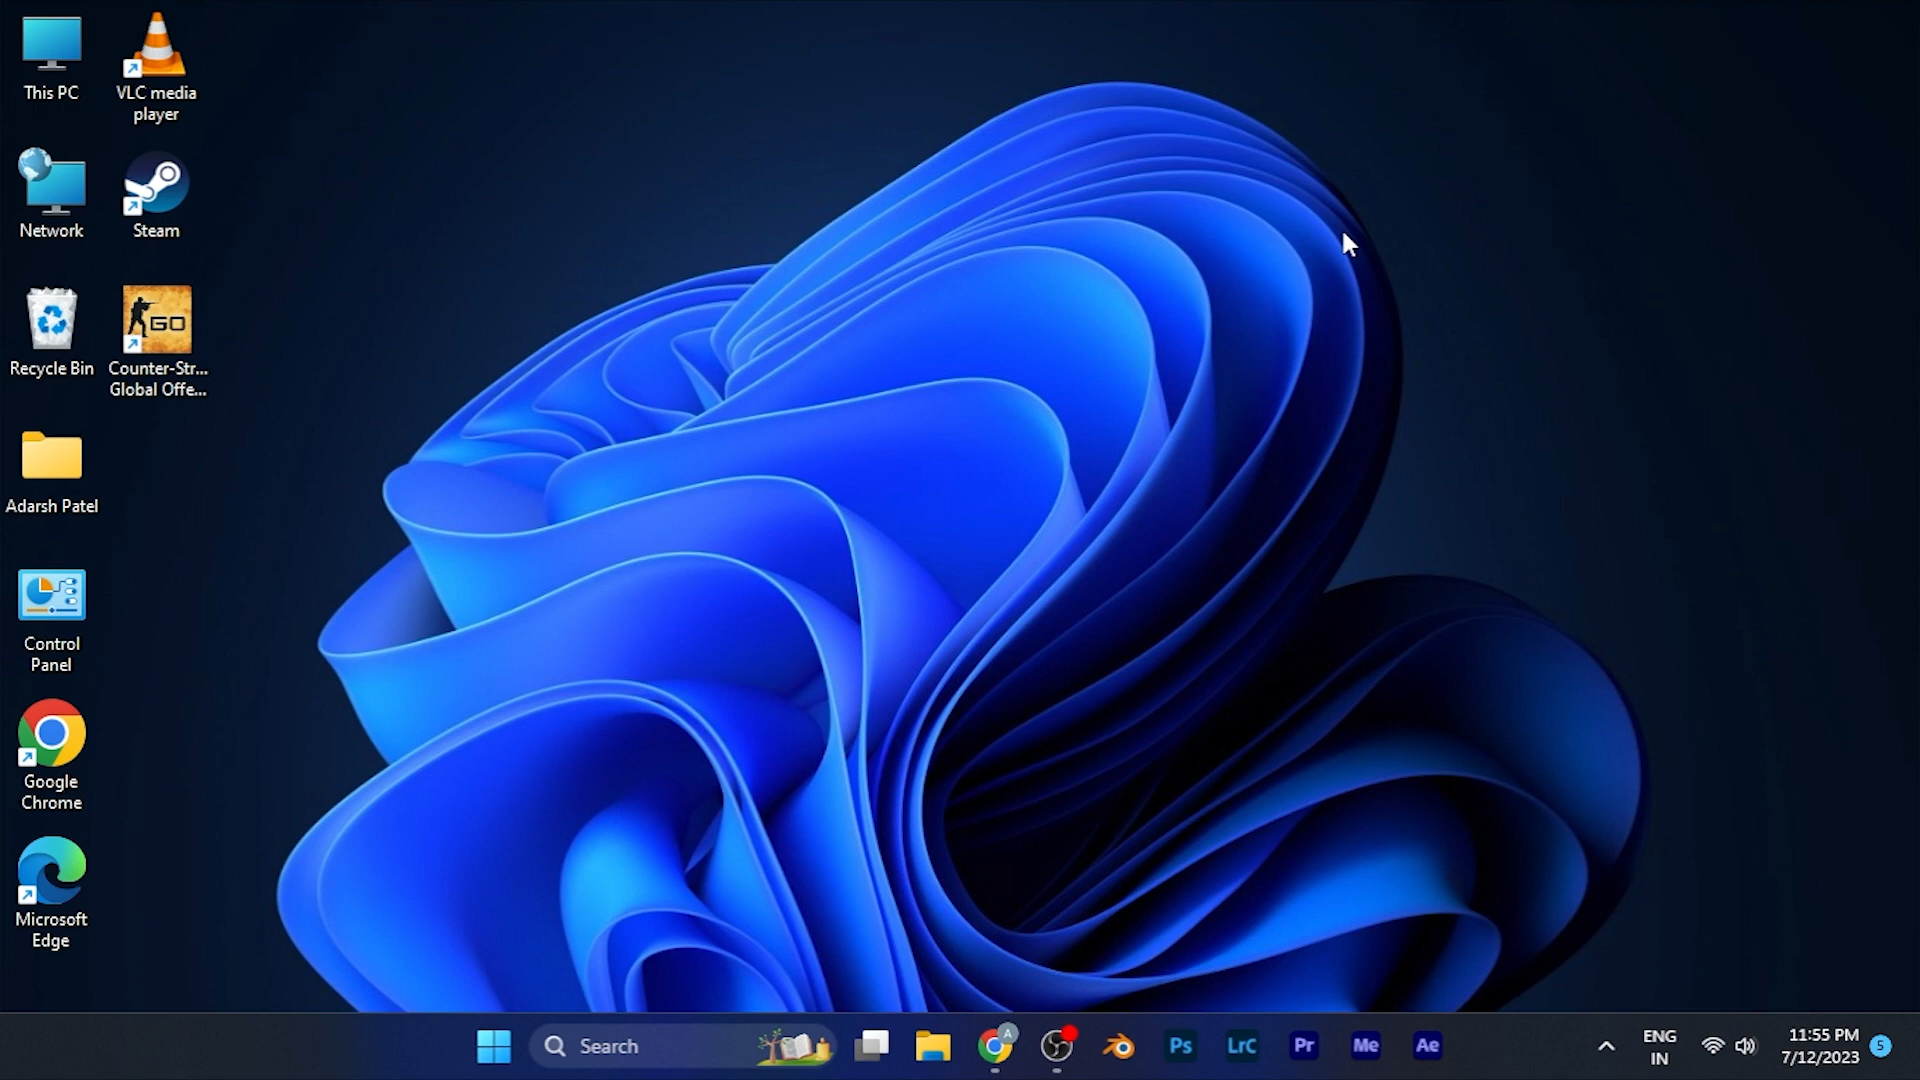 This PC
VLC media
player
Network
Steam
GO
Recycle Bin
Counter-Str...
Global Offe...
Adarsh Patel
Control
Panel
Google
Chrome
Microsoft
Edge
Search
A
Ps
LrC
Pr
Me
Ae
ENG
IN
11:55 PM
7/12/2023
5